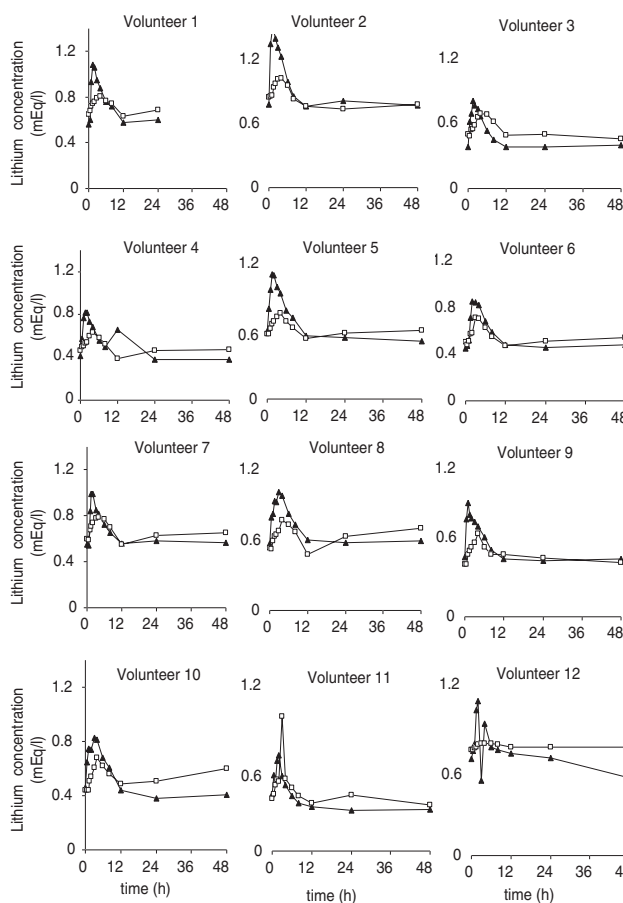 Volunteer 1 Volunteer 2 Volunteer 3
Lithium concentration
(mEq/l)
1.2
0.8
0.4
0
0 12 24 36 48
1.2
0.6
0
0 12 24 36 48
1.2
0.6
0
0 12 24 36 48
Volunteer 4 Volunteer 5 Volunteer 6
Lithium concentration
(mEq/l)
1.2
0.8
0.4
0
0 12 24 36 48
1.2
0.6
0
0 12 24 36 48
1.2
0.6
0
0 12 24 36 48
Volunteer 7 Volunteer 8 Volunteer 9
Lithium concentration
(mEq/l)
1.2
0.8
0.4
0
0 12 24 36 48
1.2
0.6
0
0 12 24 36 48
1.2
0.6
0
0 12 24 36 48
Volunteer 10 Volunteer 11 Volunteer 12
Lithium concentration
(mEq/l)
1.2
0.8
0.4
0
0 12 24 36 48
time (h)
1.2
0.6
0
0 12 24 36 48
time (h)
1.2
0.6
0
0 12 24 36 48
time (h)